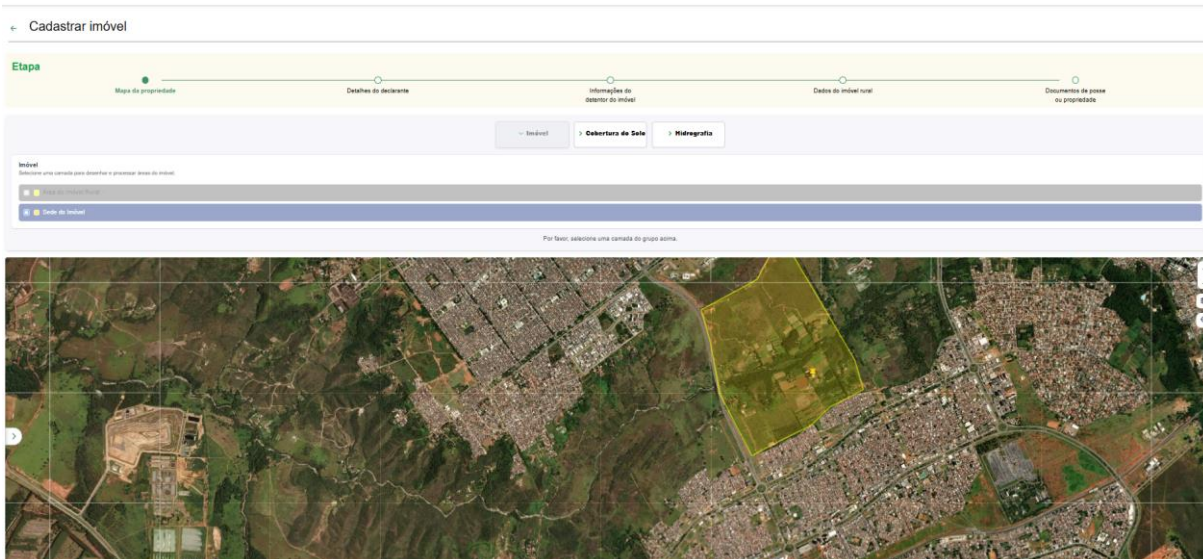 ← Cadastrar imóvel
Etapa
Mapa da propriedade
Detalhes do declarante
Informações do
detentor do imóvel
Dados do imóvel rural
Documentos de posse
ou propriedade
Imóvel
Cobertura do Solo
Hidrografia
Imóvel
Selecione uma camada para desenhar e processar áreas do imóvel.
Área do Imóvel Rural
Sede do Imóvel
Por favor, selecione uma camada do grupo acima.